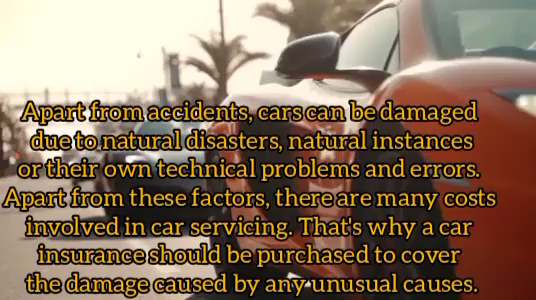 Apart from accidents, cars can be damaged
due to natural disasters, natural instances
or their own technical problems and errors.
Apart from these factors, there are many costs
involved in car servicing. That's why a car
insurance should be purchased to cover
the damage caused by any unusual causes.